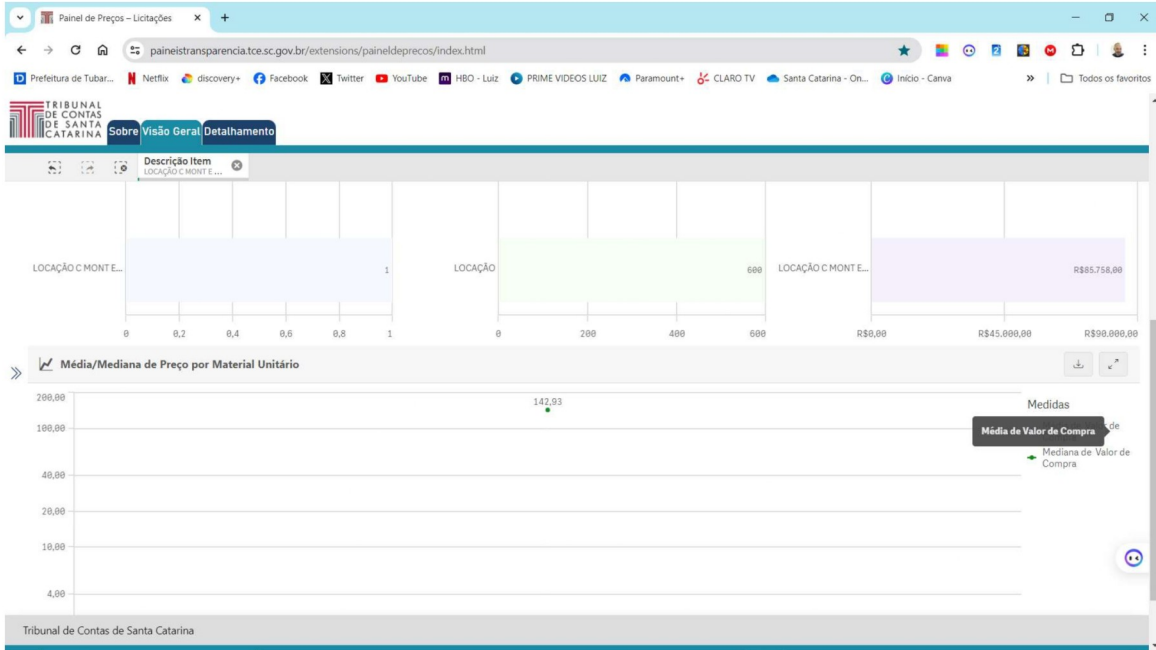 Painel de Preços – Licitações
paineistransparencia.tce.sc.gov.br/extensions/paineldeprecos/index.html
Prefeitura de Tubar... Netflix discovery+ Facebook Twitter YouTube HBO - Luiz PRIME VIDEOS LUIZ Paramount+ CLARO TV Santa Catarina - On... Início - Canva » Todos os favoritos
TRIBUNAL
DE CONTAS
DE SANTA
CATARINA
Sobre Visão Geral Detalhamento
Descrição Item
LOCAÇÃO C MONT E ...
LOCAÇÃO C MONT E... 1 LOCAÇÃO 600 LOCAÇÃO C MONT E... R$85.758,00
0 0,2 0,4 0,6 0,8 1 0 200 400 600 R$0,00 R$45.000,00 R$90.000,00
Média/Mediana de Preço por Material Unitário
200,00 142,93 Medidas
100,00 Média de Valor de Compra de
Mediana de Valor de
Compra
40,00
20,00
10,00
4,00
Tribunal de Contas de Santa Catarina